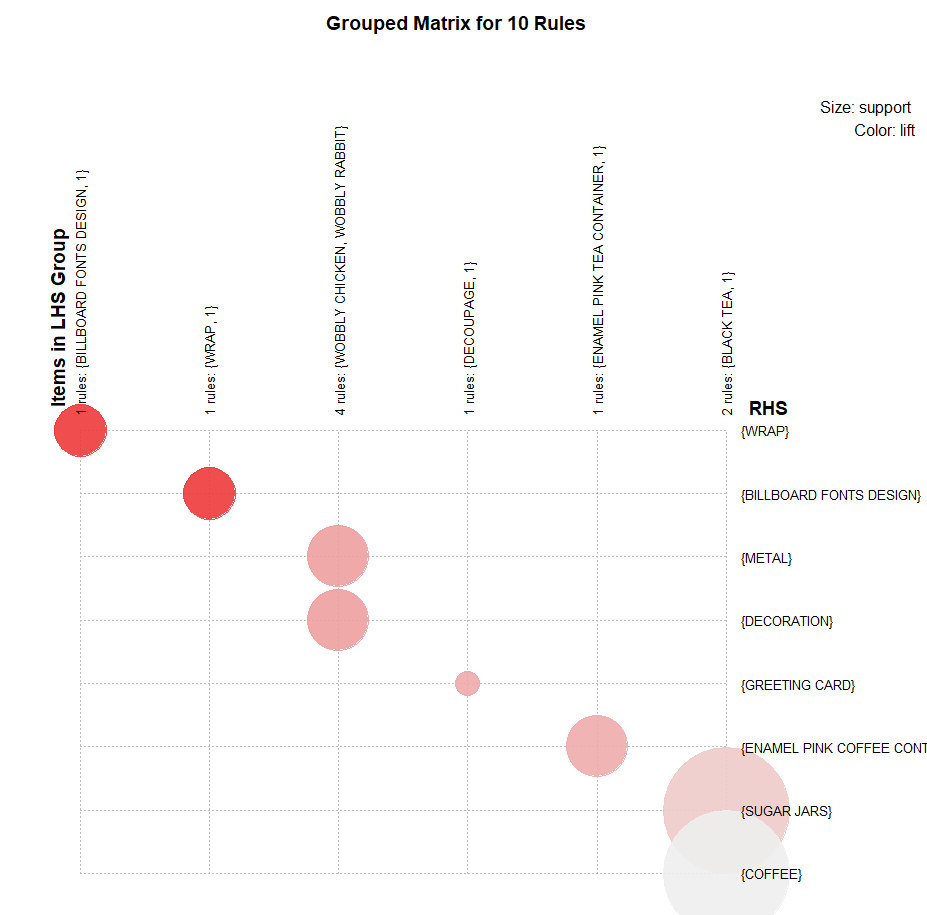 Grouped Matrix for 10 Rules
Size: support
Color: lift
Items in LHS Group
1 rules: {BILLBOARD FONTS DESIGN, 1}
1 rules: {WRAP, 1}
4 rules: {WOBBLY CHICKEN, WOBBLY RABBIT}
1 rules: {DECOUPAGE, 1}
1 rules: {ENAMEL PINK TEA CONTAINER, 1}
2 rules: {BLACK TEA, 1}
RHS
{WRAP}
{BILLBOARD FONTS DESIGN}
{METAL}
{DECORATION}
{GREETING CARD}
{ENAMEL PINK COFFEE CONT
{SUGAR JARS}
{COFFEE}